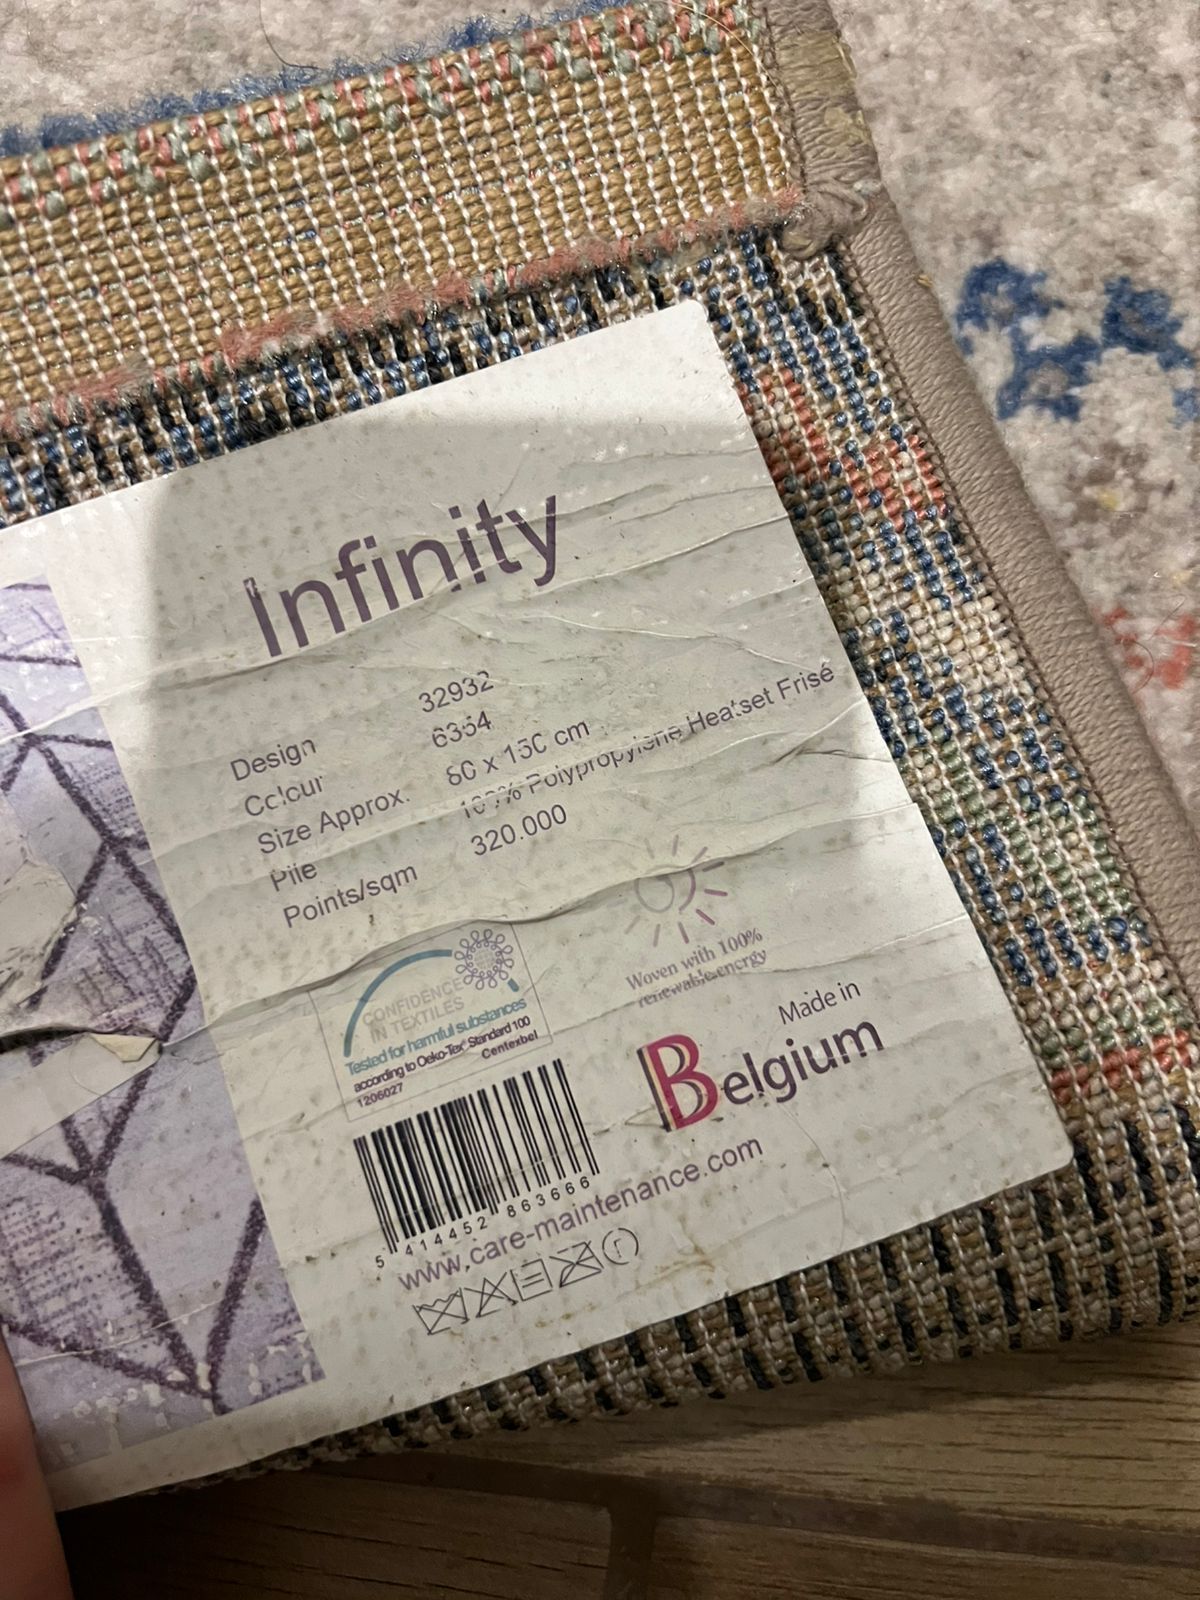 Infinity
Design 32932
Colour 6354
Size Approx. 80 x 150 cm
Pile 100% Polypropylene Heatset Frisé
Points/sqm 320.000
CONFIDENCE
IN TEXTILES
Tested for harmful substances
according to Oeko-Tex® Standard 100
1206027 Centexbel
Woven with 100%
renewable energy
Made in
Belgium
5 414452 863666
www.care-maintenance.com